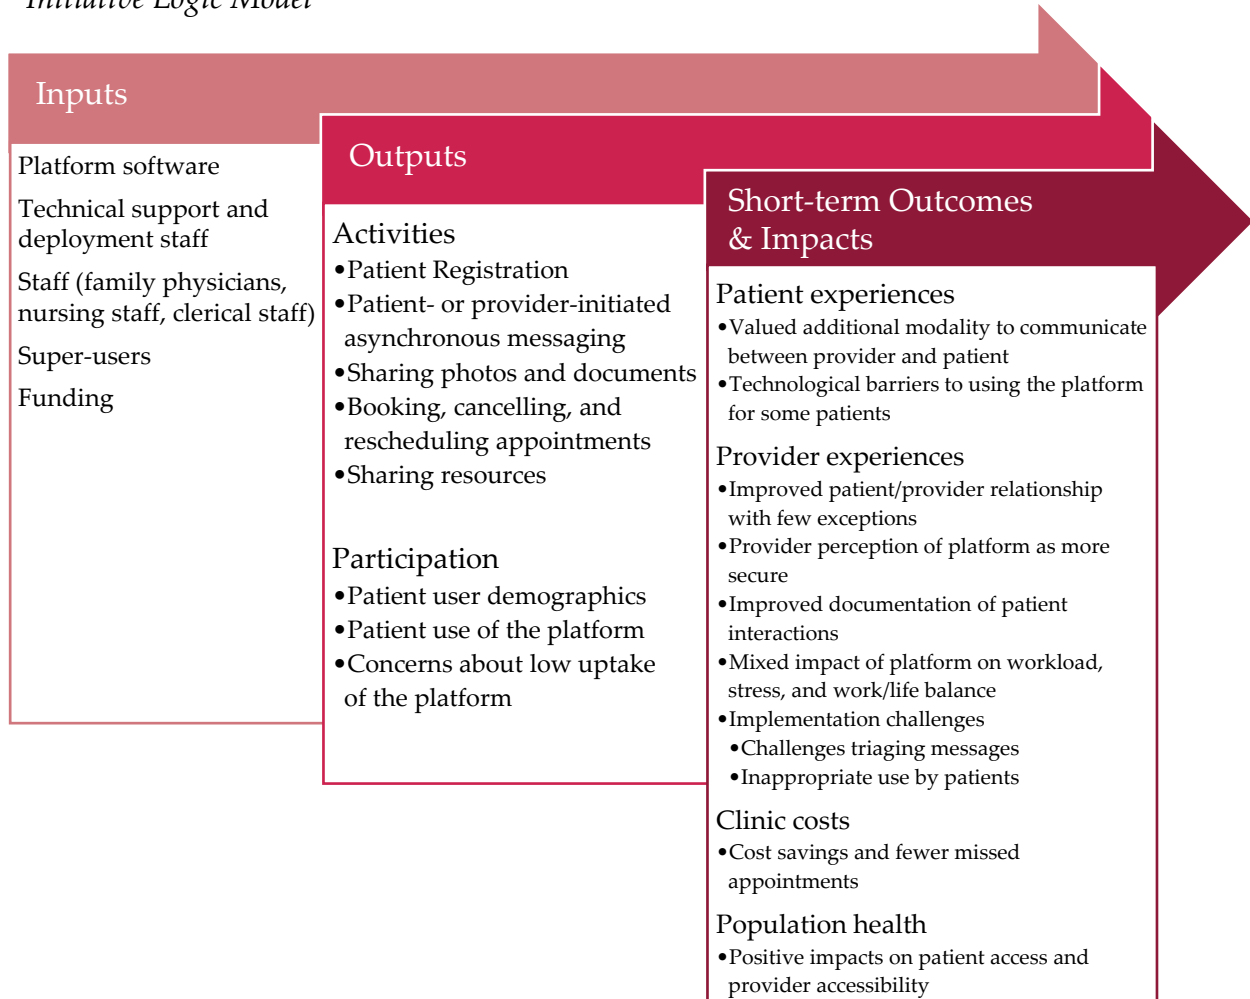 Initiative Logic Model
Inputs
Platform software
Technical support and
deployment staff
Staff (family physicians,
nursing staff, clerical staff)
Super-users
Funding
Outputs
Activities
•Patient Registration
•Patient- or provider-initiated
asynchronous messaging
•Sharing photos and documents
•Booking, cancelling, and
rescheduling appointments
•Sharing resources
Participation
•Patient user demographics
•Patient use of the platform
•Concerns about low uptake
of the platform
Short-term Outcomes
& Impacts
Patient experiences
•Valued additional modality to communicate
between provider and patient
•Technological barriers to using the platform
for some patients
Provider experiences
•Improved patient/provider relationship
with few exceptions
•Provider perception of platform as more
secure
•Improved documentation of patient
interactions
•Mixed impact of platform on workload,
stress, and work/life balance
•Implementation challenges
•Challenges triaging messages
•Inappropriate use by patients
Clinic costs
•Cost savings and fewer missed
appointments
Population health
•Positive impacts on patient access and
provider accessibility